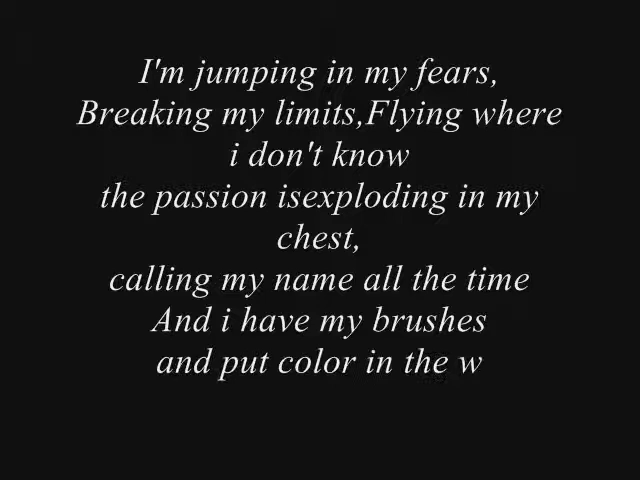 I'm jumping in my fears,
Breaking my limits,Flying where
i don't know
the passion isexploding in my
chest,
calling my name all the time
And i have my brushes
and put color in the w